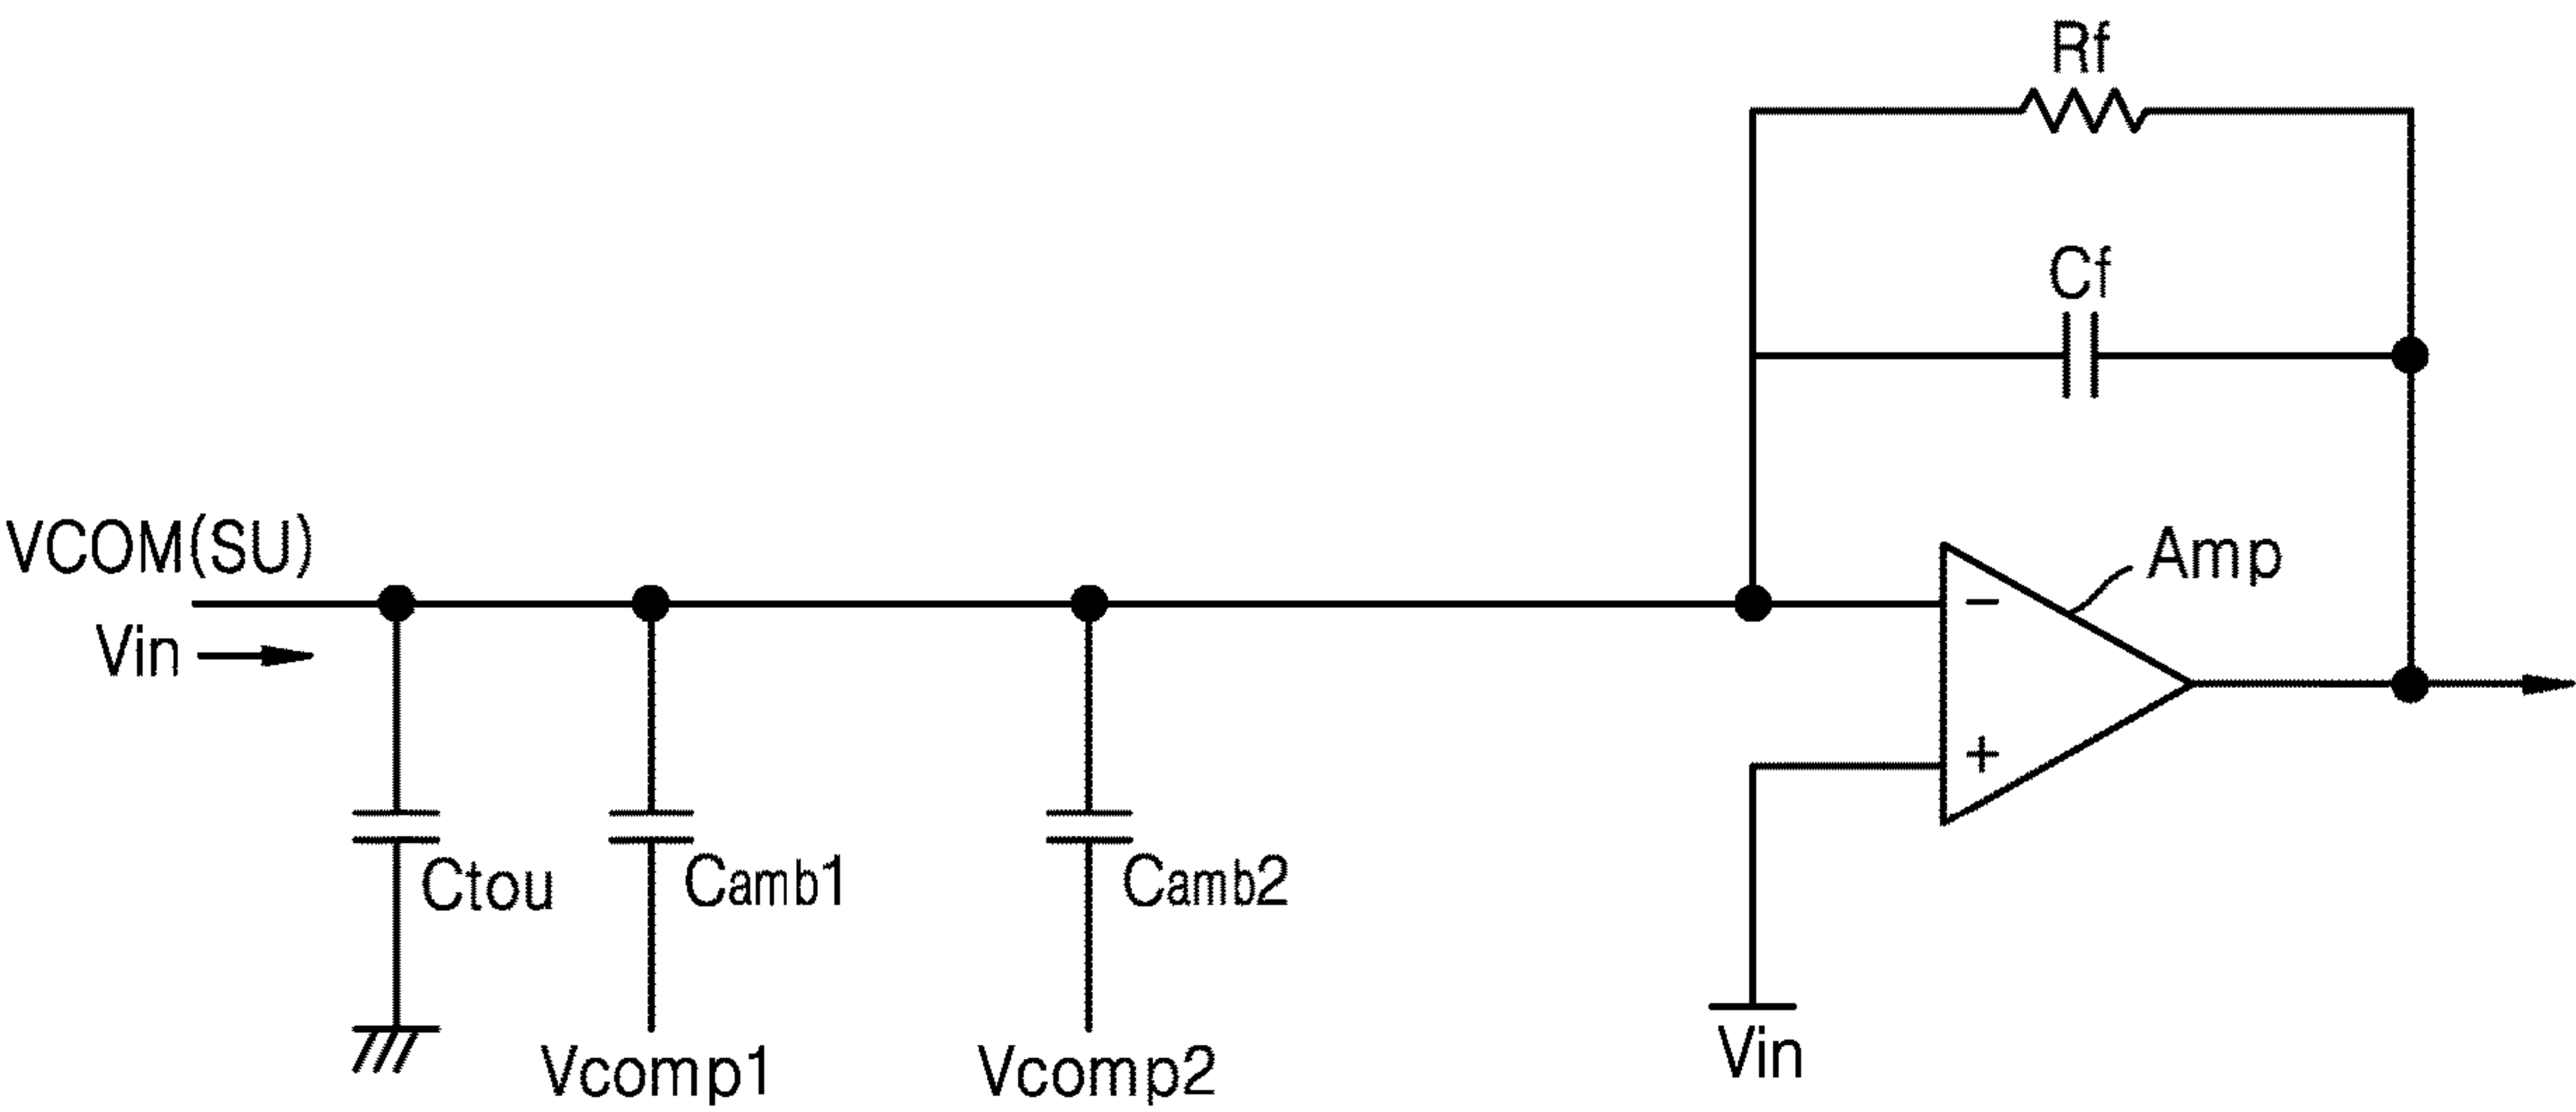 Rf
Cf
VCOM(SU)
Amp
Vin
−
+
Ctou
Camb1
Camb2
Vcomp1
Vcomp2
Vin